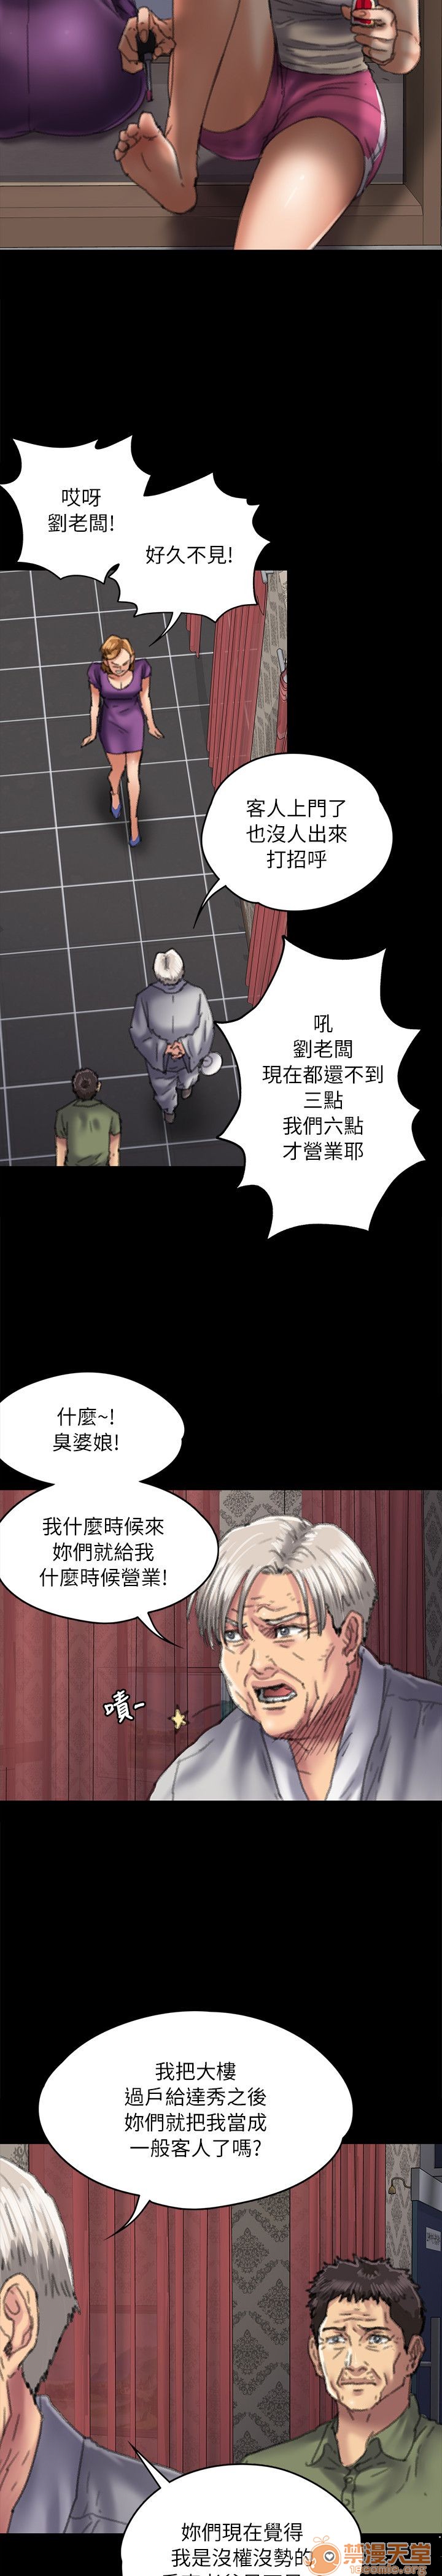 哎呀
劉老闆!
好久不見!
客人上門了
也沒人出來
打招呼
吼
劉老闆
現在都還不到
三點
我們六點
才營業耶
什麼~!
臭婆娘!
我什麼時候來
妳們就給我
什麼時候營業!
嘖-
我把大樓
過戶給達秀之後
妳們就把我當成
一般客人了嗎?
妳們現在覺得
我是沒權沒勢的
禁漫天堂